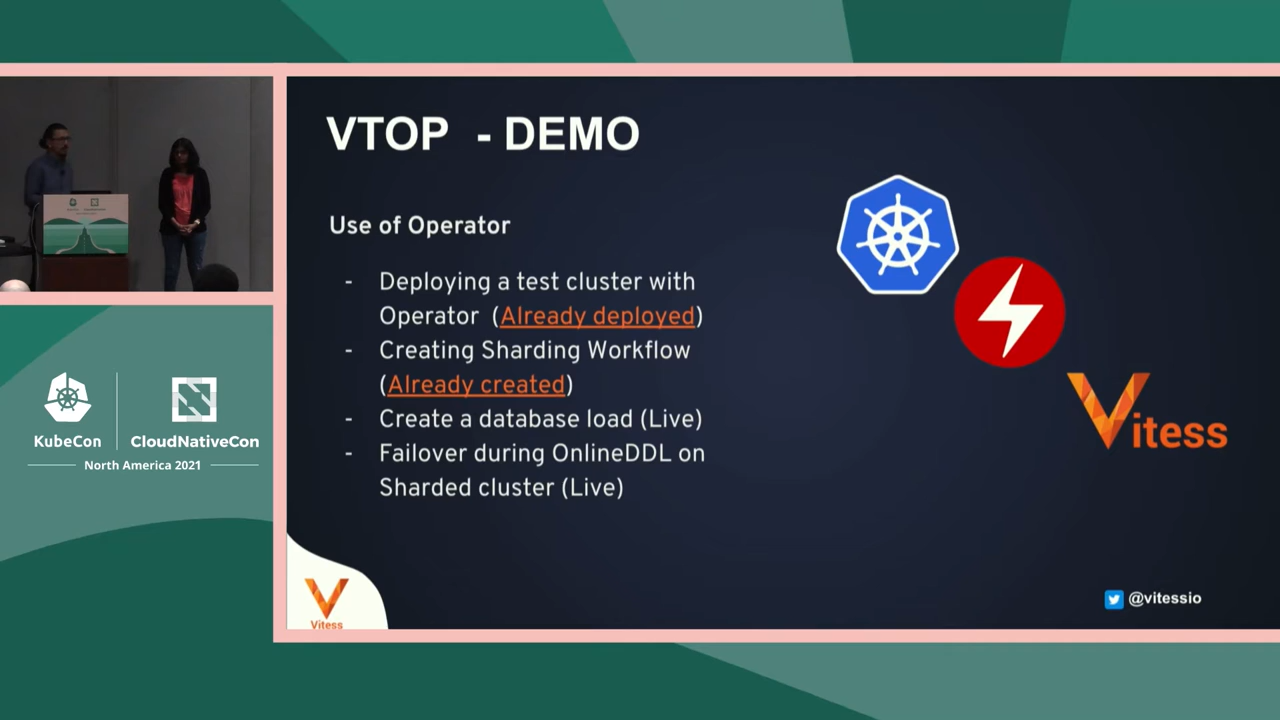 VTOP - DEMO
Use of Operator
- Deploying a test cluster with
Operator (Already deployed)
- Creating Sharding Workflow
(Already created)
- Create a database load (Live)
- Failover during OnlineDDL on
Sharded cluster (Live)
Vitess
Vitess
@vitessio
KubeCon
CloudNativeCon
North America 2021